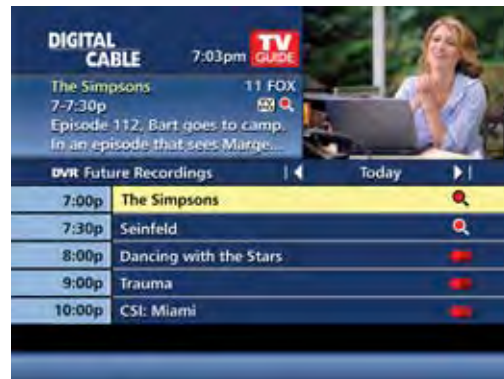 DIGITAL CABLE
7:03pm
TV GUIDE
The Simpsons 11 FOX
7-7:30p
Episode 112, Bart goes to camp.
In an episode that sees Marge...
DVR Future Recordings Today
7:00p The Simpsons
7:30p Seinfeld
8:00p Dancing with the Stars
9:00p Trauma
10:00p CSI: Miami